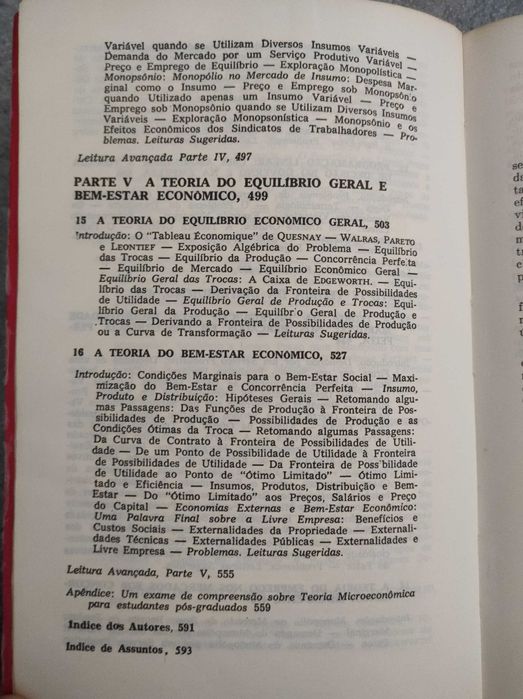 Variável quando se Utilizam Diversos Insumos Variáveis —
Demanda do Mercado por um Serviço Produtivo Variável —
Preço e Emprego de Equilíbrio — Exploração Monopolística —
Monopsônio: Monopólio no Mercado de Insumo: Despesa Mar-
ginal como o Insumo — Preço e Emprego sob Monopsônio
quando Utilizado apenas um Insumo Variável — Preço e
Emprego sob Monopsônio quando se Utilizam Diversos Insumos
Variáveis — Exploração Monopsonística — Monopsônio e os
Efeitos Econômicos dos Sindicatos de Trabalhadores — Pro-
blemas. Leituras Sugeridas.
Leitura Avançada Parte IV, 497
PARTE V A TEORIA DO EQUILÍBRIO GERAL E
BEM-ESTAR ECONÔMICO, 499
15 A TEORIA DO EQUILÍBRIO ECONÔMICO GERAL, 503
Introdução: O "Tableau Économique" de QUESNAY — WALRAS, PARETO
e LEONTIEF — Exposição Algébrica do Problema — Equilíbrio
das Trocas — Equilíbrio da Produção — Concorrência Perfeita
— Equilíbrio de Mercado — Equilíbrio Econômico Geral —
Equilíbrio Geral das Trocas: A Caixa de EDGEWORTH. — Equi-
líbrio das Trocas — Derivação da Fronteira de Possibilidades
de Utilidade — Equilíbrio Geral de Produção e Trocas: Equi-
líbrio Geral da Produção — Equilíbrio Geral de Produção e
Trocas — Derivando a Fronteira de Possibilidades de Produção
ou a Curva de Transformação — Leituras Sugeridas.
16 A TEORIA DO BEM-ESTAR ECONÔMICO, 527
Introdução: Condições Marginais para o Bem-Estar Social — Maxi-
mização do Bem-Estar e Concorrência Perfeita — Insumo,
Produto e Distribuição: Hipóteses Gerais — Retomando algu-
mas Passagens: Das Funções de Produção à Fronteira de Pos-
sibilidades de Produção — Possibilidades de Produção e as
Condições Ótimas da Troca — Retomando algumas Passagens:
Da Curva de Contrato à Fronteira de Possibilidades de Utili-
dade — De um Ponto de Possibilidade de Utilidade à Fronteira
de Possibilidades de Utilidade — Da Fronteira de Possibilidade
de Utilidade ao Ponto de "Ótimo Limitado" — Ótimo Limi-
tado e Eficiência — Insumos, Produtos, Distribuição e Bem-
Estar — Do "Ótimo Limitado" aos Preços, Salários e Preço
do Capital — Economias Externas e Bem-Estar Econômico:
Uma Palavra Final sobre a Livre Empresa: Benefícios e
Custos Sociais — Externalidades da Propriedade — Externali-
dades Técnicas — Externalidades Públicas — Externalidades e
Livre Empresa — Problemas. Leituras Sugeridas.
Leitura Avançada, Parte V, 555
Apêndice: Um exame de compreensão sobre Teoria Microeconômica
para estudantes pós-graduados 559
Indice dos Autores, 591
Indice de Assuntos, 593